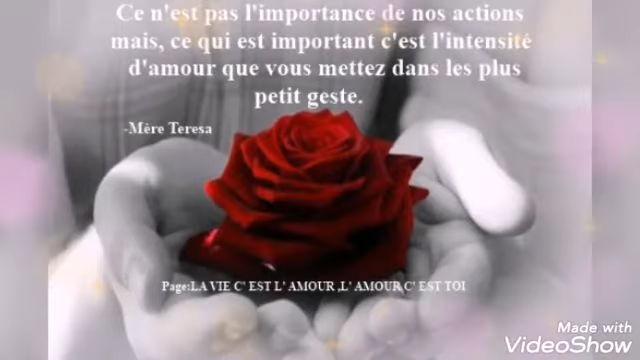 Ce n'est pas l'importance de nos actions
mais, ce qui est important c'est l'intensité
d'amour que vous mettez dans les plus
petit geste.
-Mère Teresa
Page:LA VIE C' EST L' AMOUR ,L' AMOUR C' EST TOI
Made with
VideoShow